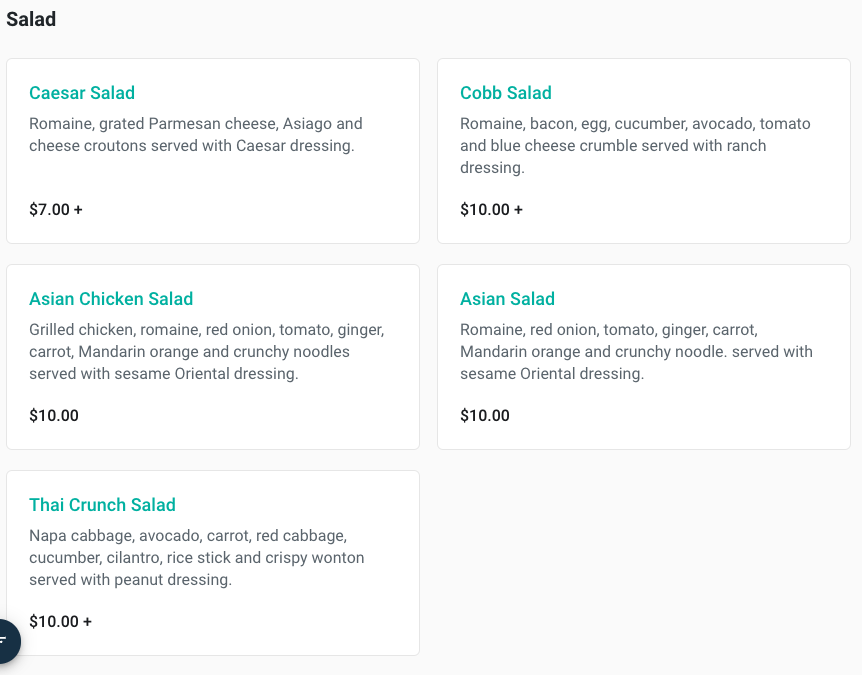 Salad
Caesar Salad
Romaine, grated Parmesan cheese, Asiago and
cheese croutons served with Caesar dressing.
$7.00 +
Cobb Salad
Romaine, bacon, egg, cucumber, avocado, tomato
and blue cheese crumble served with ranch
dressing.
$10.00 +
Asian Chicken Salad
Grilled chicken, romaine, red onion, tomato, ginger,
carrot, Mandarin orange and crunchy noodles
served with sesame Oriental dressing.
$10.00
Asian Salad
Romaine, red onion, tomato, ginger, carrot,
Mandarin orange and crunchy noodle. served with
sesame Oriental dressing.
$10.00
Thai Crunch Salad
Napa cabbage, avocado, carrot, red cabbage,
cucumber, cilantro, rice stick and crispy wonton
served with peanut dressing.
$10.00 +